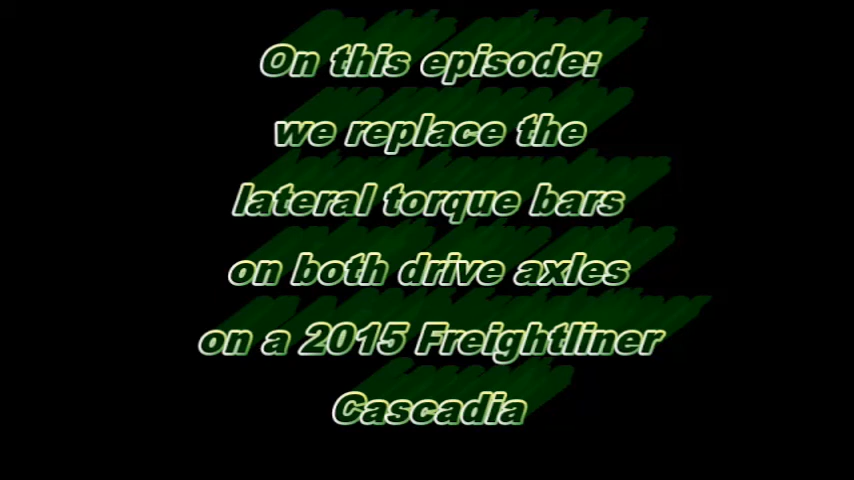 On this episode:
we replace the
lateral torque bars
on both drive axles
on a 2015 Freightliner
Cascadia